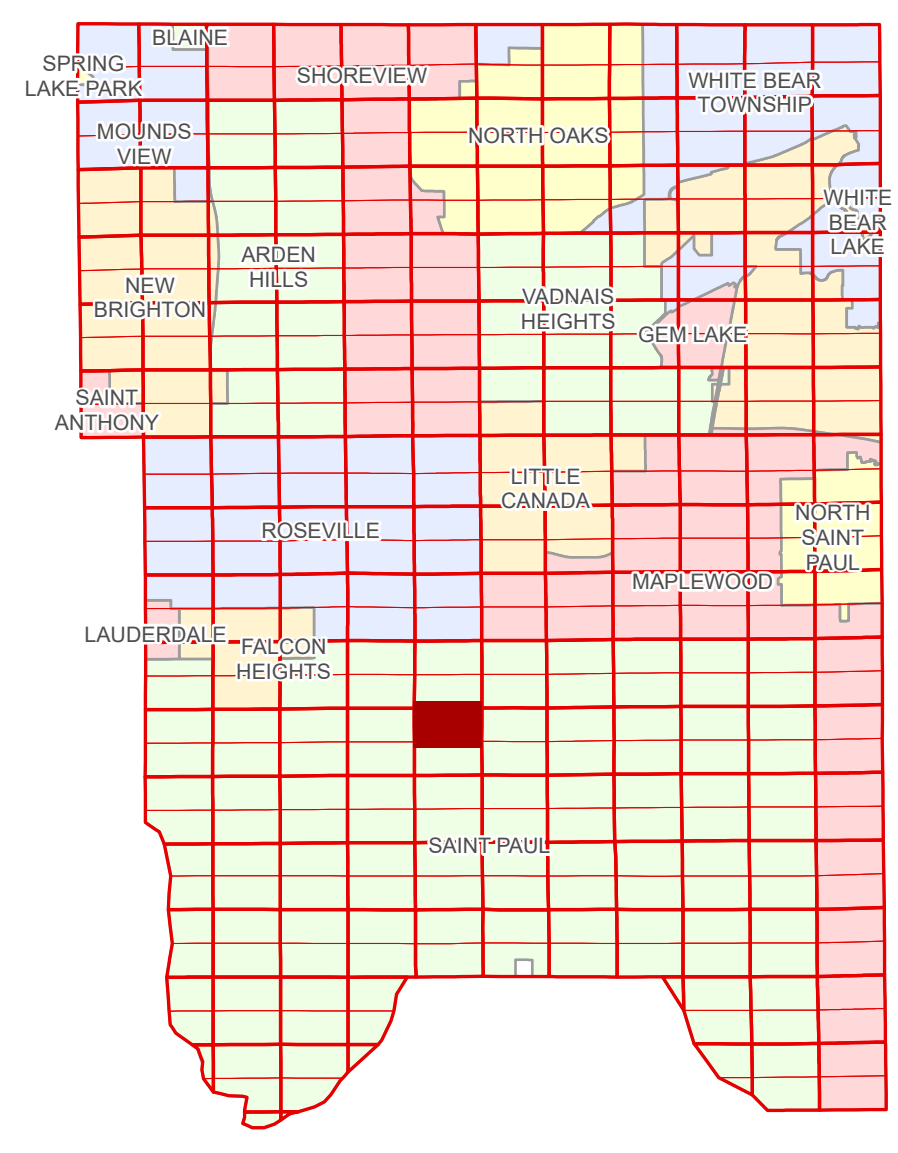 BLAINE
SPRING
LAKE PARK
SHOREVIEW
WHITE BEAR
TOWNSHIP
MOUNDS
VIEW
NORTH OAKS
WHITE
BEAR
LAKE
ARDEN
HILLS
NEW
BRIGHTON
VADNAIS
HEIGHTS
GEM LAKE
SAINT
ANTHONY
LITTLE
CANADA
ROSEVILLE
NORTH
SAINT
PAUL
MAPLEWOOD
LAUDERDALE
FALCON
HEIGHTS
SAINT PAUL